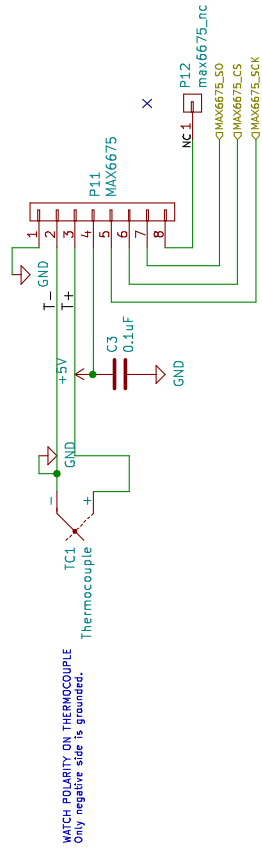 P12
max6675_nc
NC
1
MAX6675_SO
MAX6675_CS
MAX6675_SCK
P11
MAX6675
1
2
3
4
5
6
7
8
GND
T-
T+
+5V
C3
0.1uF
GND
GND
-
+
TC1
Thermocouple
WATCH POLARITY ON THERMOCOUPLE
Only negative side is grounded.